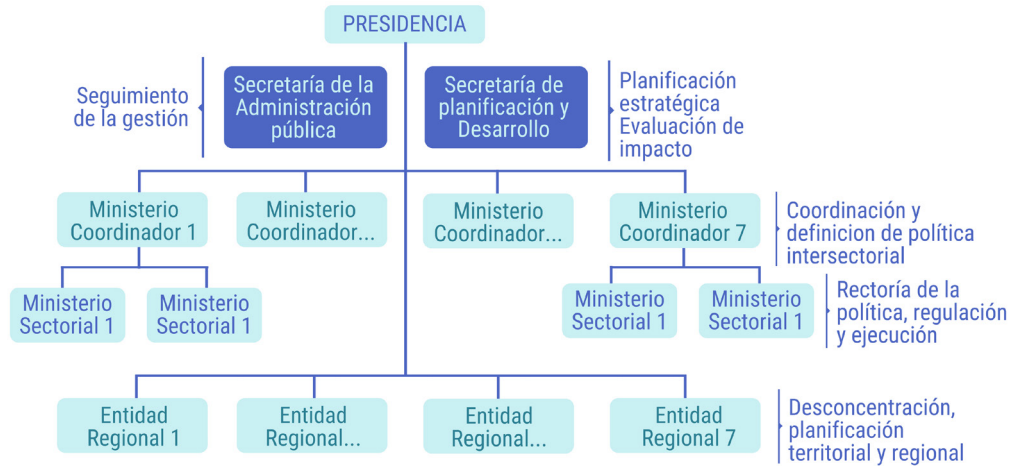 PRESIDENCIA
Seguimiento
de la gestión
Secretaría de la
Administración
pública
Secretaría de
planificación y
Desarrollo
Planificación
estratégica
Evaluación de
impacto
Ministerio
Coordinador 1
Ministerio
Coordinador...
Ministerio
Coordinador...
Ministerio
Coordinador 7
Coordinación y
definicion de política
intersectorial
Ministerio
Sectorial 1
Ministerio
Sectorial 1
Ministerio
Sectorial 1
Ministerio
Sectorial 1
Rectoría de la
política, regulación
y ejecución
Entidad
Regional 1
Entidad
Regional...
Entidad
Regional...
Entidad
Regional 7
Desconcentración,
planificación
territorial y regional